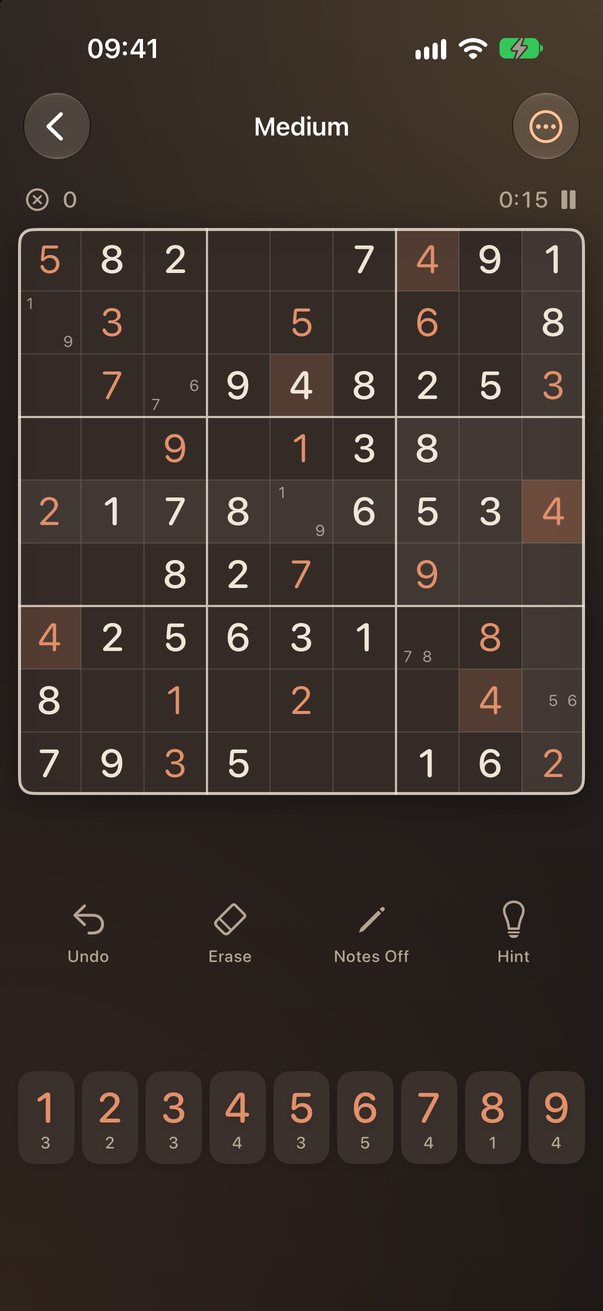 09:41
Medium
0
0:15
5 8 2 7 4 9 1
1 9 3 5 6 8
7 6 7 9 4 8 2 5 3
9 1 3 8
2 1 7 8 1 9 6 5 3 4
8 2 7 9
4 2 5 6 3 1 7 8 8
8 1 2 4 5 6
7 9 3 5 1 6 2
Undo Erase Notes Off Hint
1 2 3 4 5 6 7 8 9
3 2 3 4 3 5 4 1 4